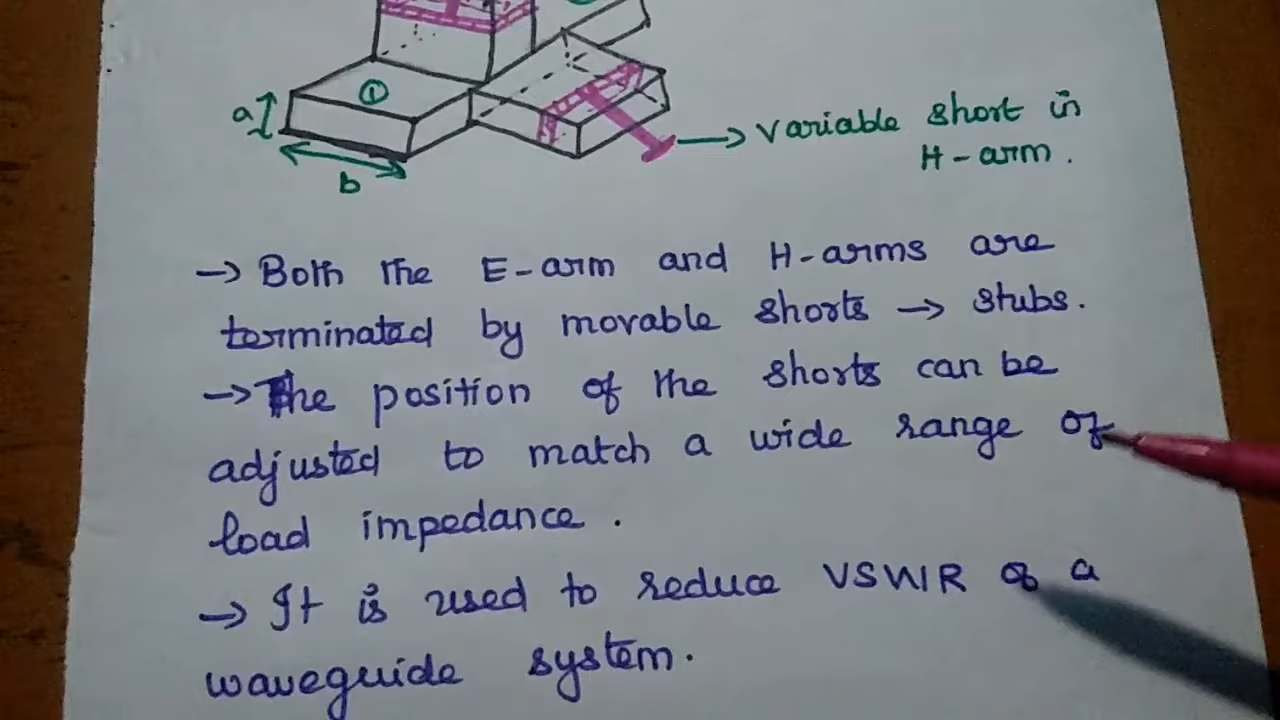 ①
a
b
→ variable short in
H-arm.
→ Both the E-arm and H-arms are
terminated by movable shorts → stubs.
→ The position of the shorts can be
adjusted to match a wide range of
load impedance.
→ It is used to reduce VSWR of a
waveguide system.